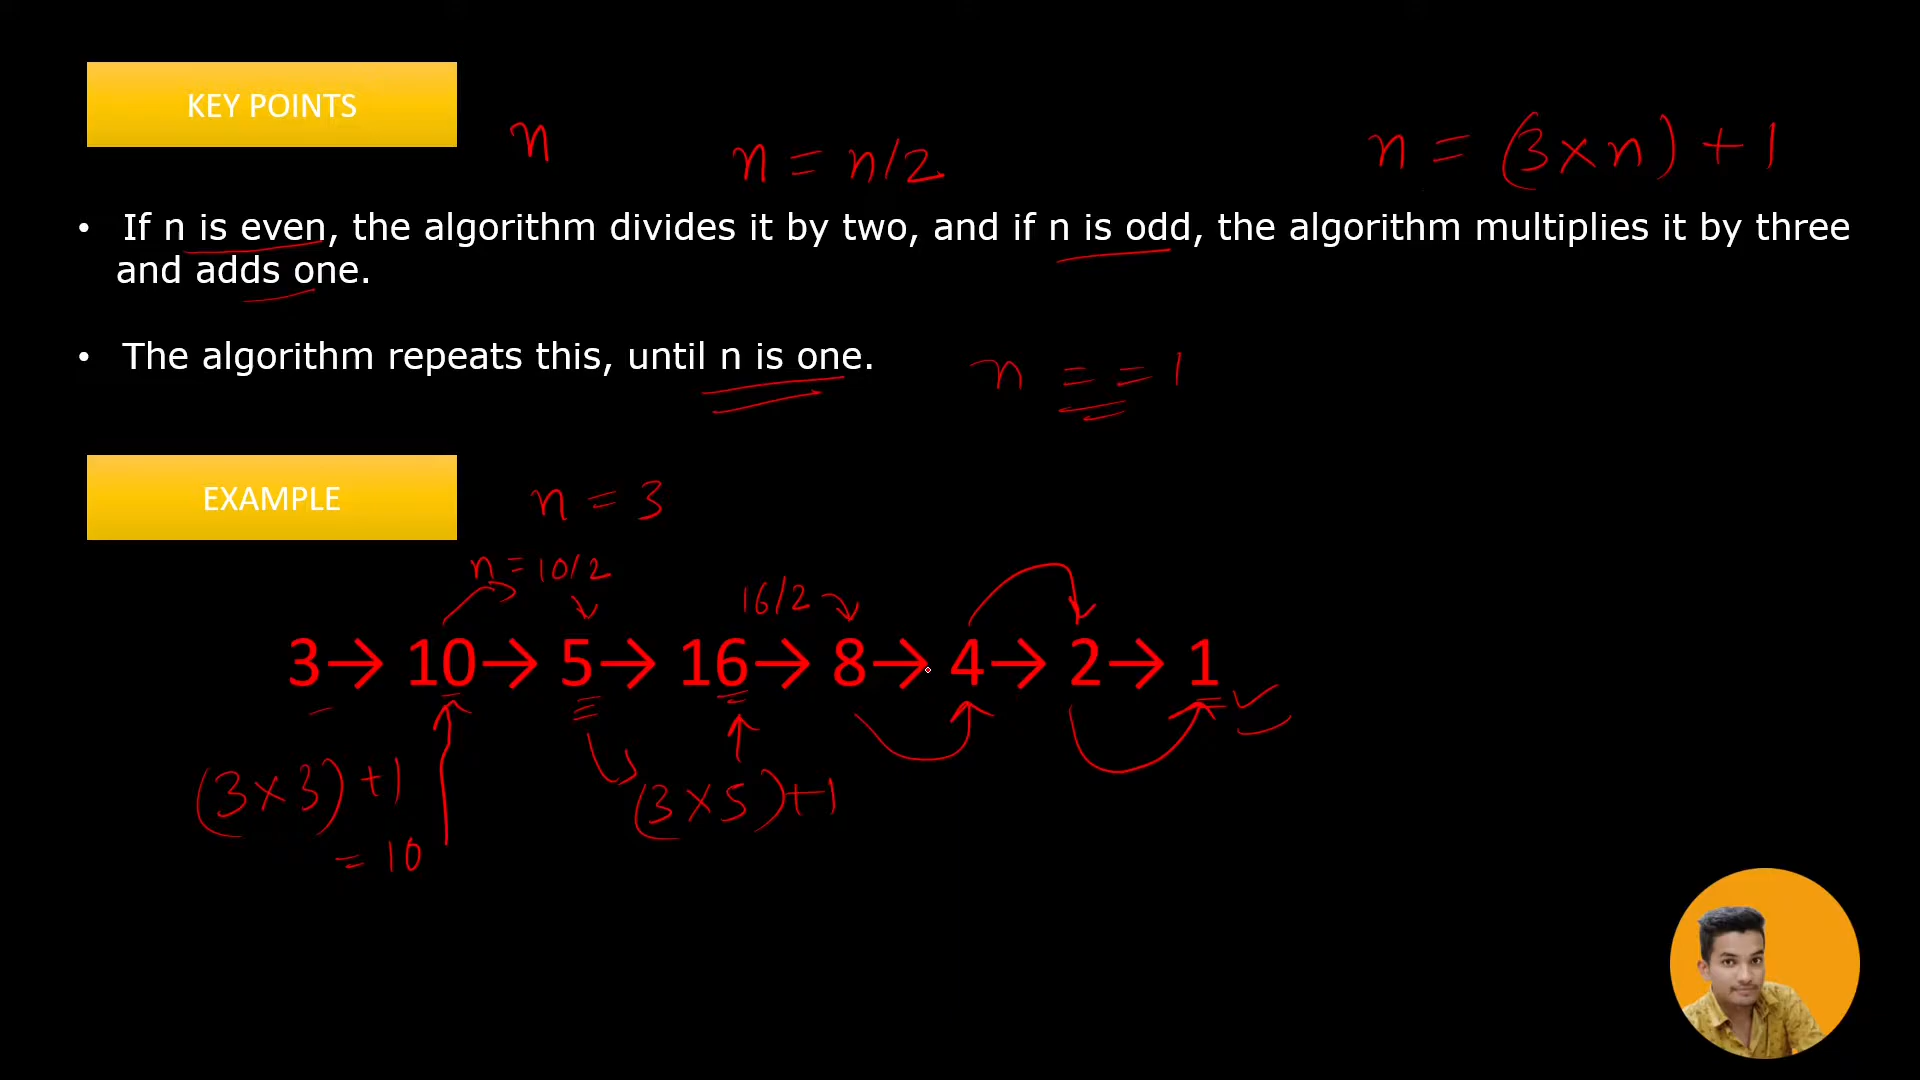 KEY POINTS
n
n = n/2
n = (3 × n) + 1
• If n is even, the algorithm divides it by two, and if n is odd, the algorithm multiplies it by three
and adds one.
• The algorithm repeats this, until n is one.
n = = 1
EXAMPLE
n = 3
n = 10/2
16/2
3→10→5→16→8→4→2→1
(3 × 3) + 1
= 10
(3 × 5) + 1